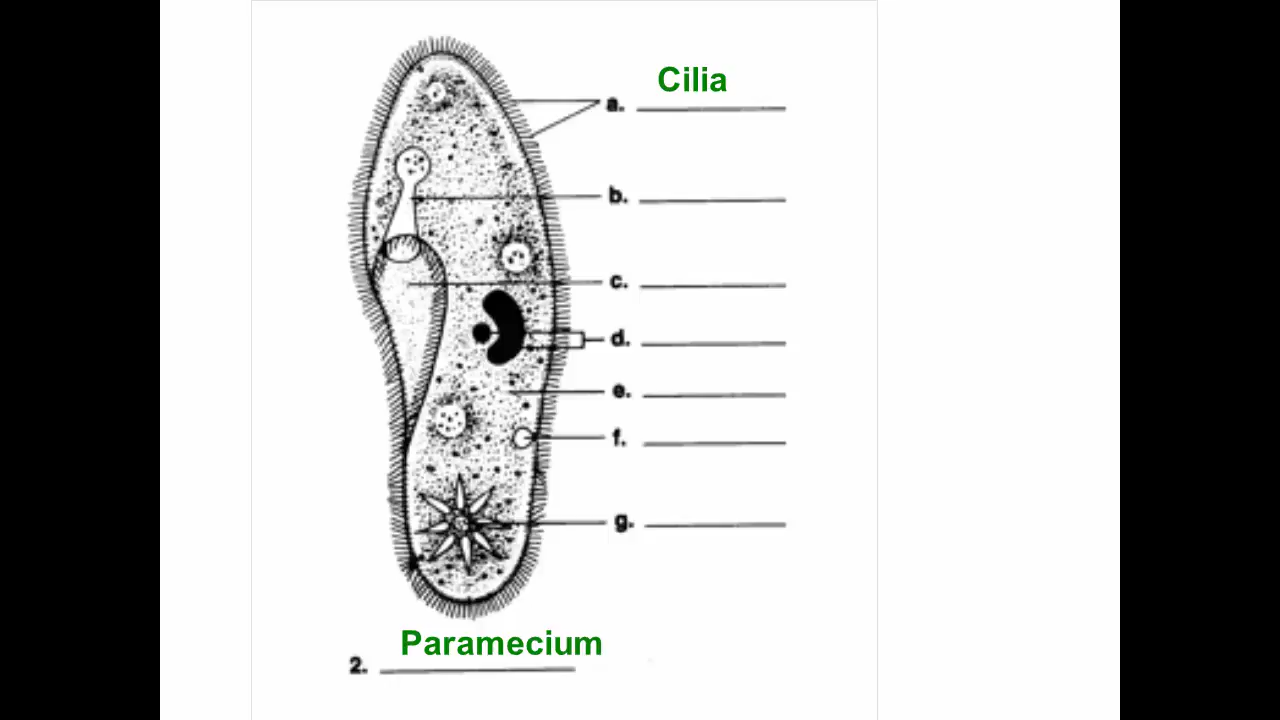 Cilia
a.
b.
c.
d.
e.
f.
g.
Paramecium
2.